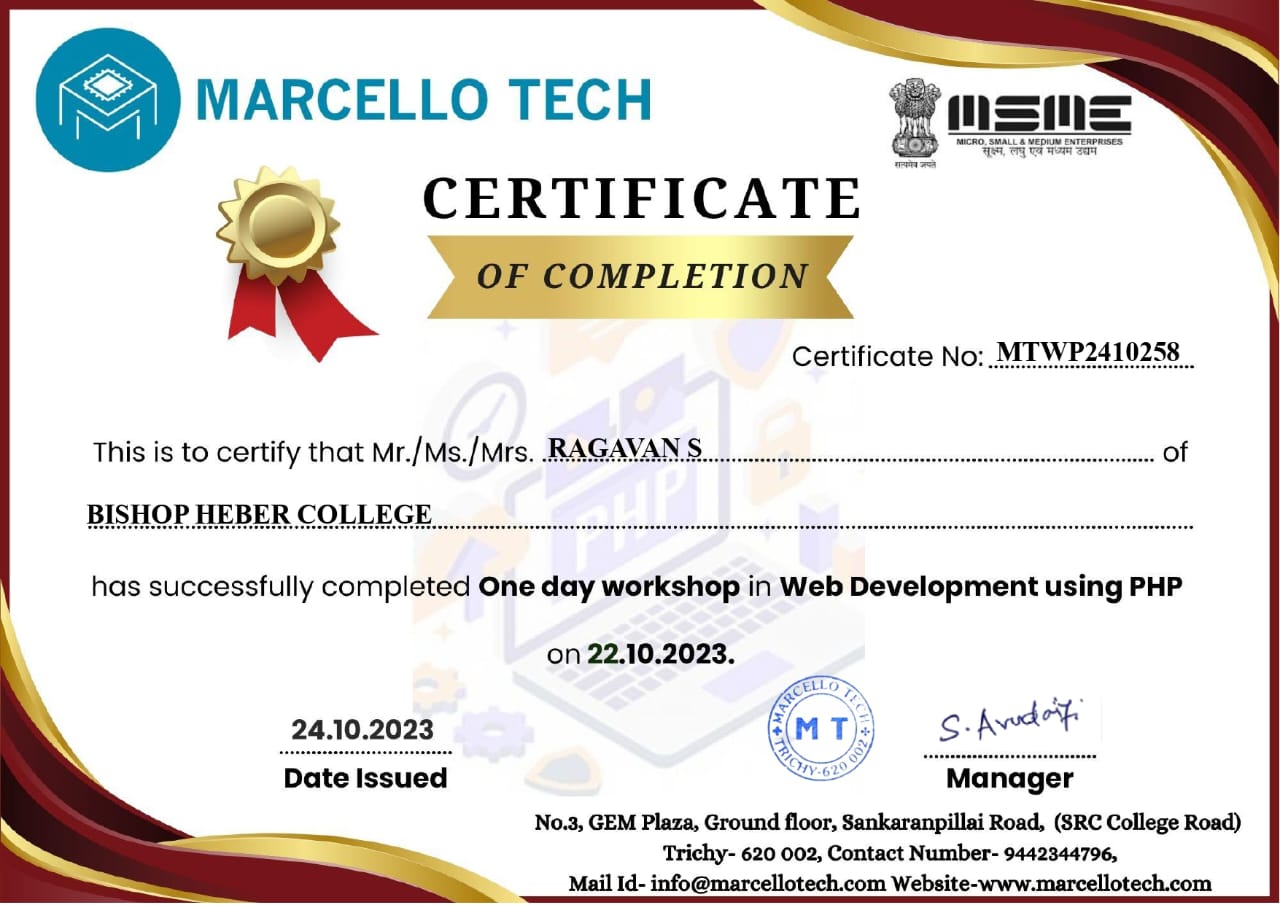 MARCELLO TECH
MSME
MICRO, SMALL & MEDIUM ENTERPRISES
सूक्ष्म, लघु एवं मध्यम उद्यम
सत्यमेव जयते
CERTIFICATE
OF COMPLETION
Certificate No: MTWP2410258
This is to certify that Mr./Ms./Mrs. RAGAVAN S of
BISHOP HEBER COLLEGE
PHP
has successfully completed One day workshop in Web Development using PHP
on 22.10.2023.
24.10.2023
Date Issued
MARCELLO TECH
M T
TRICHY-620 002
S. Arudaji
Manager
No.3, GEM Plaza, Ground floor, Sankaranpillai Road, (SRC College Road)
Trichy- 620 002, Contact Number- 9442344796,
Mail Id- info@marcellotech.com Website-www.marcellotech.com